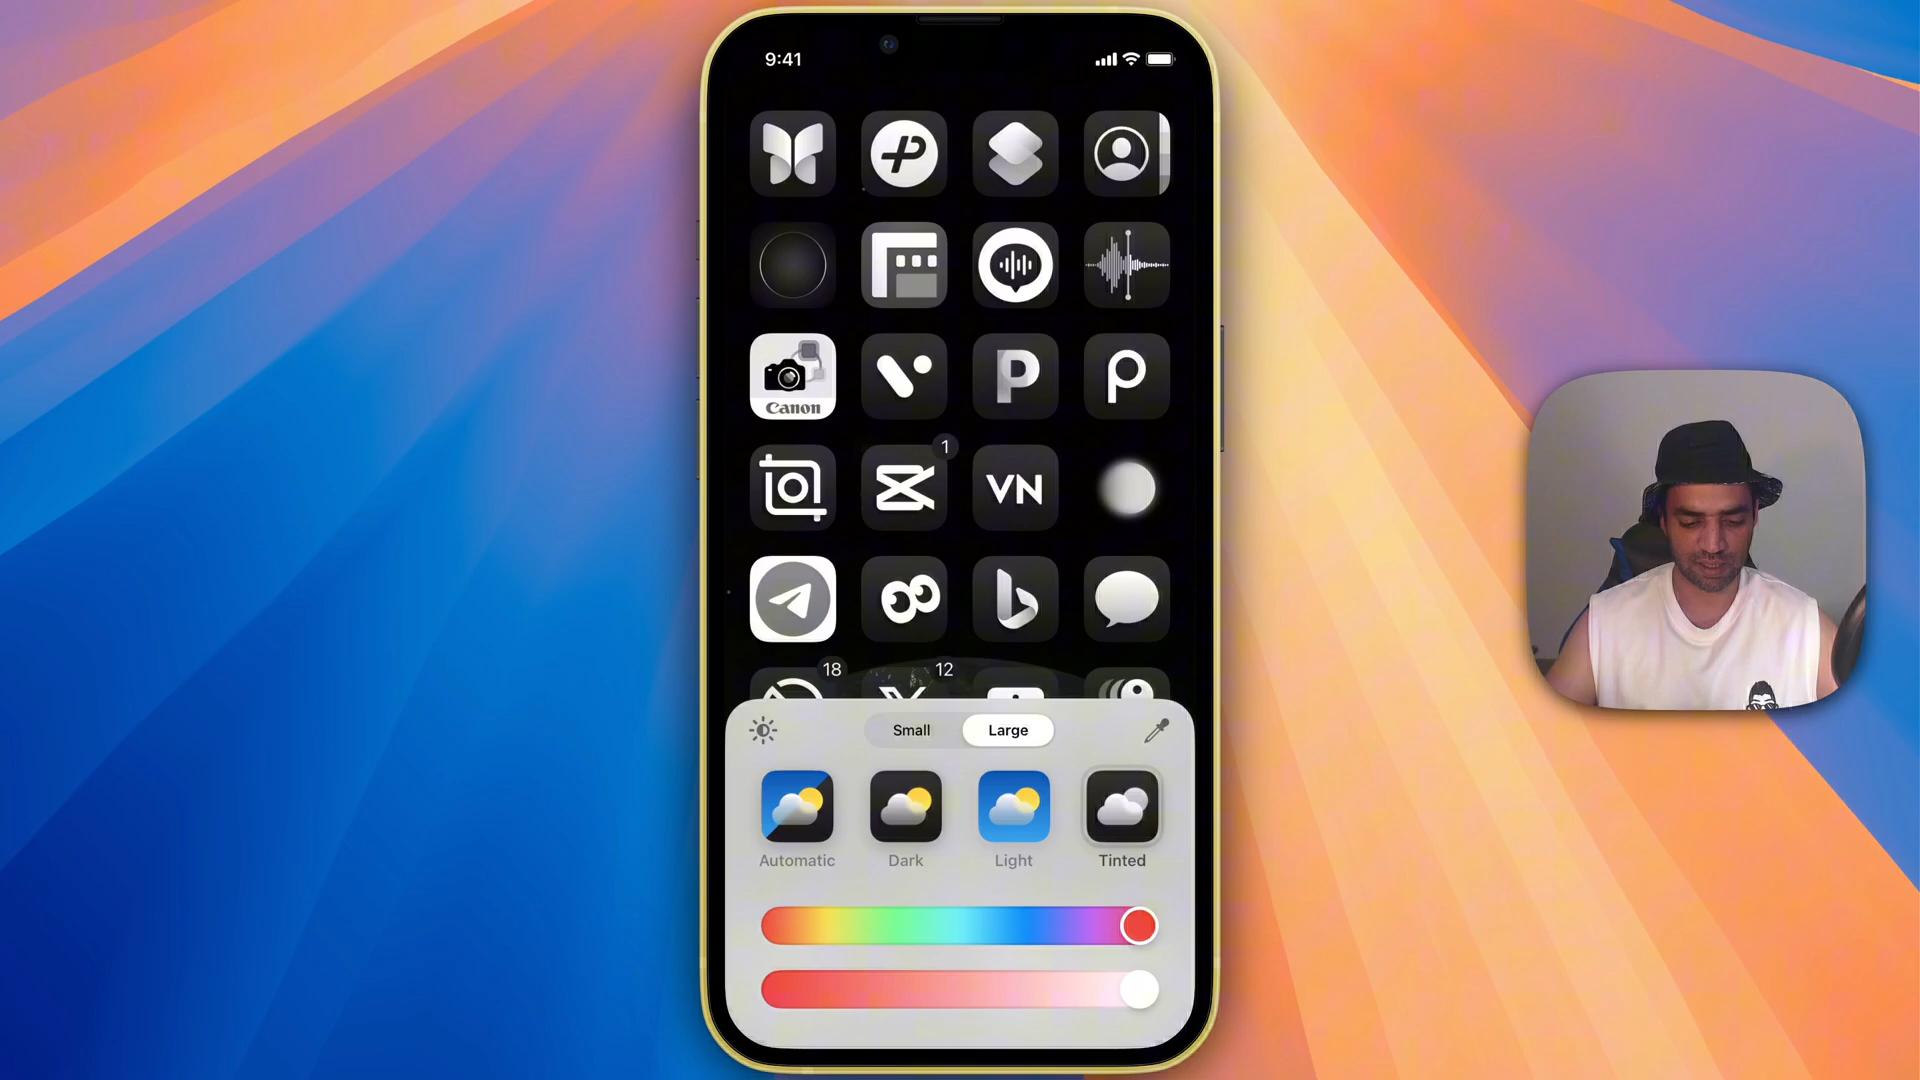 9:41
Canon
1
VN
18 12
Small Large
Automatic Dark Light Tinted